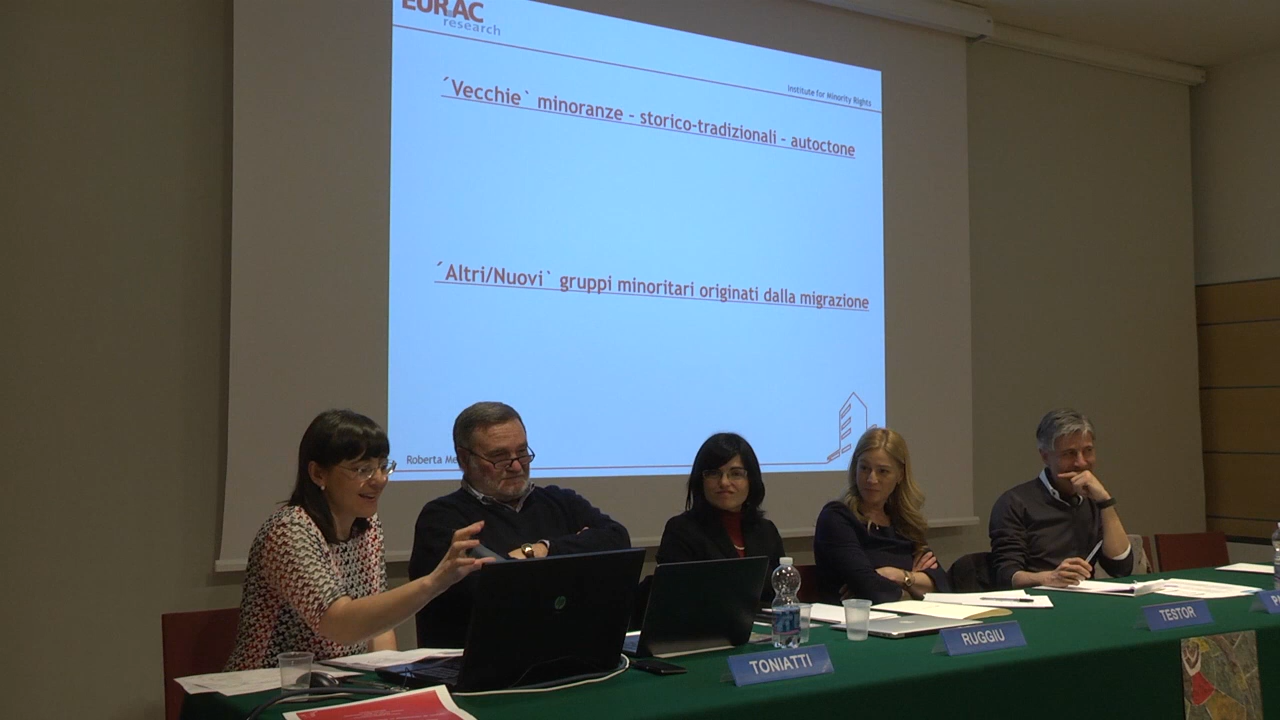 EURAC
research
Institute for Minority Rights
´Vecchie` minoranze - storico-tradizionali - autoctone
´Altri/Nuovi` gruppi minoritari originati dalla migrazione
Roberta
TONIATTI
RUGGIU
TESTOR
hp